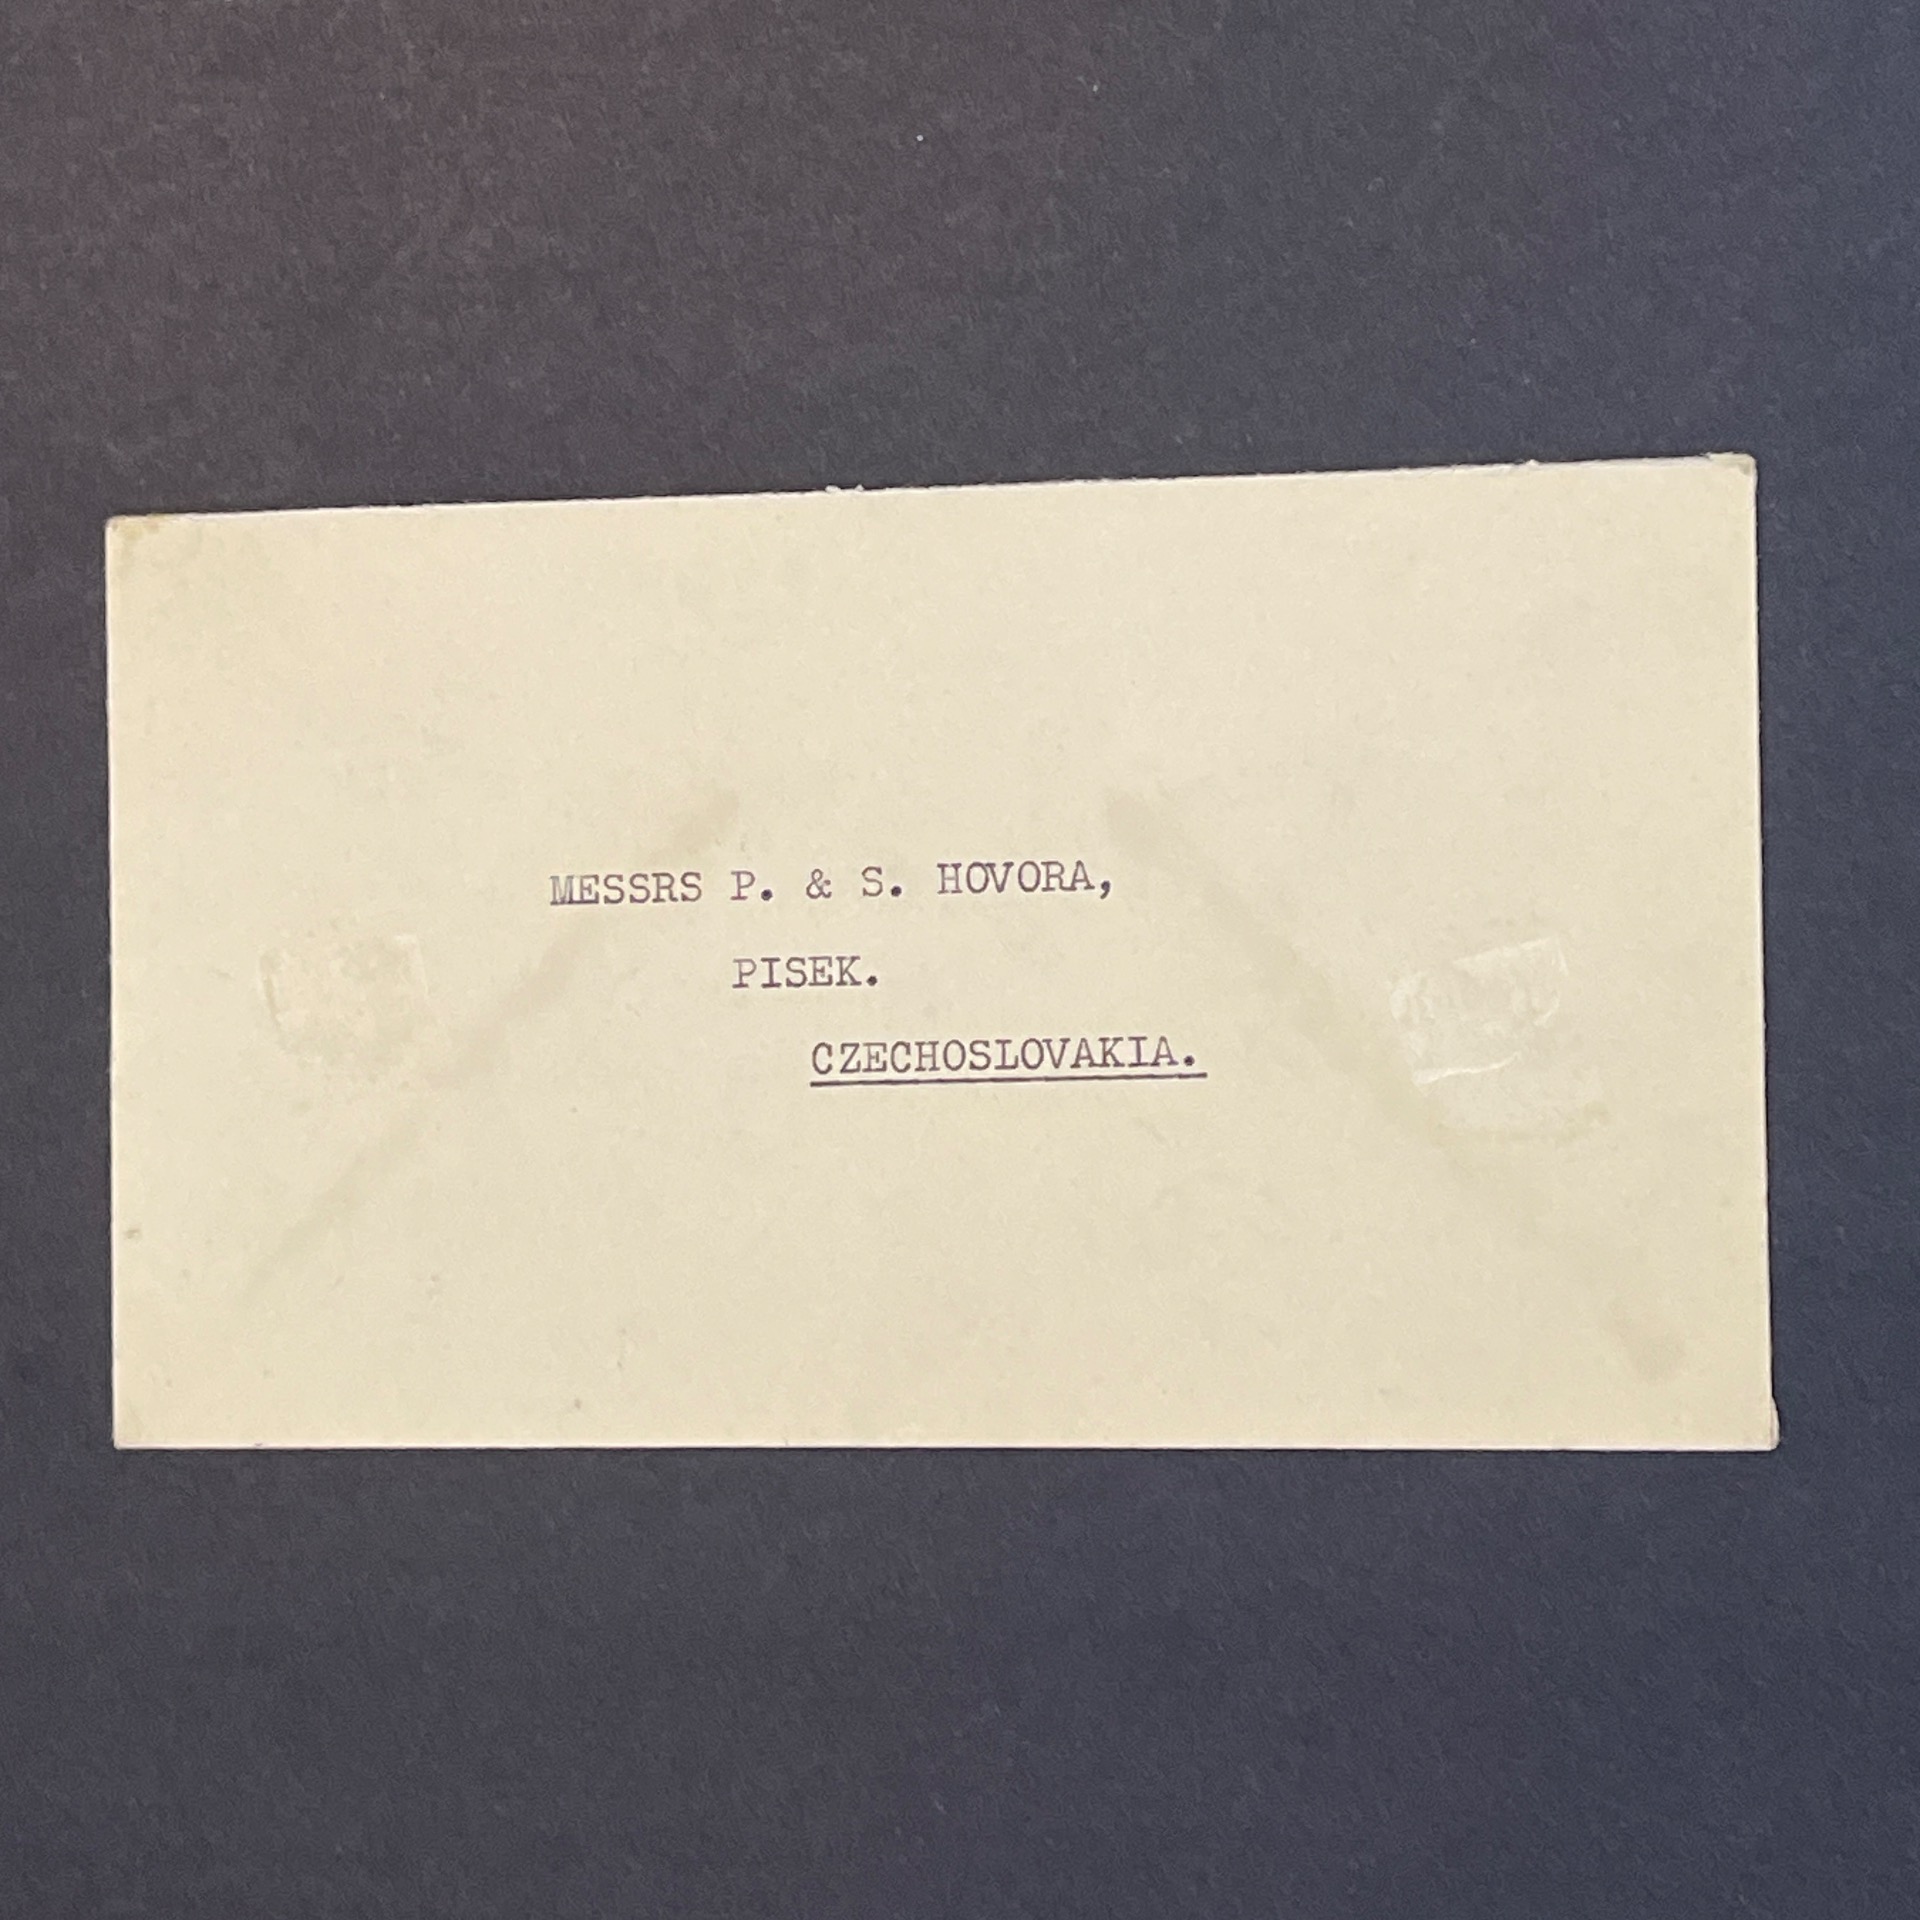 MESSRS P. & S. HOVORA,
PISEK.
CZECHOSLOVAKIA.